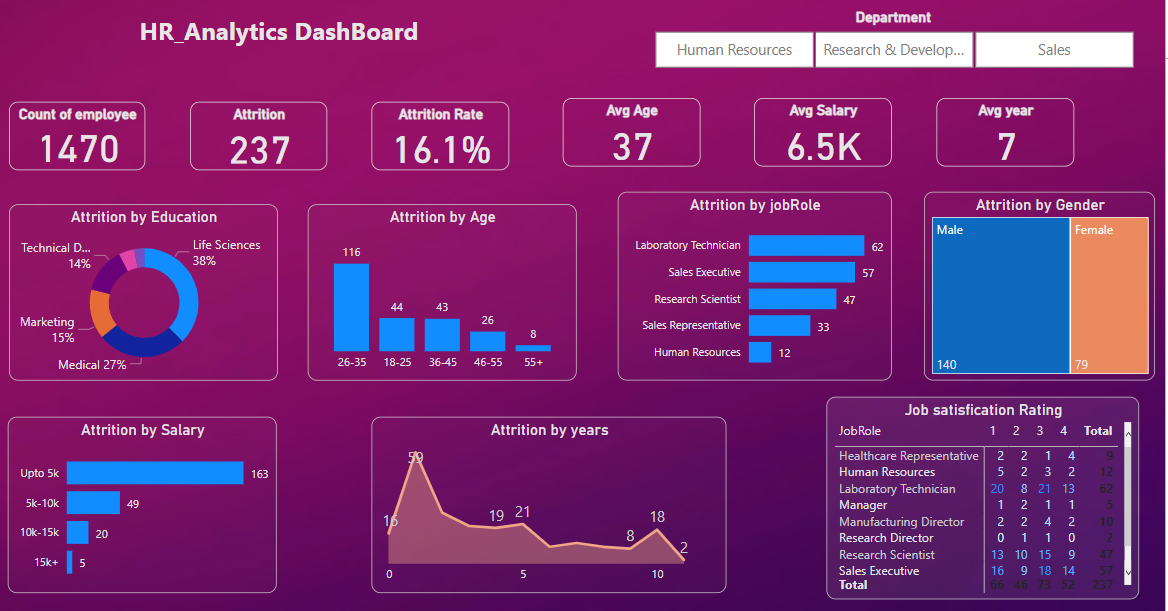 HR_Analytics DashBoard
Department
Human Resources
Research & Develop...
Sales
Count of employee
1470
Attrition
237
Attrition Rate
16.1%
Avg Age
37
Avg Salary
6.5K
Avg year
7
Attrition by Education
Life Sciences
38%
Technical D...
14%
Marketing
15%
Medical 27%
Attrition by Age
116
44
43
26
8
26-35
18-25
36-45
46-55
55+
Attrition by jobRole
Laboratory Technician 62
Sales Executive 57
Research Scientist 47
Sales Representative 33
Human Resources 12
Attrition by Gender
Male
140
Female
79
Attrition by Salary
Upto 5k 163
5k-10k 49
10k-15k 20
15k+ 5
Attrition by years
16
59
19
21
8
18
2
0
5
10
Job satisfication Rating
JobRole 1 2 3 4 Total
Healthcare Representative 2 2 1 4 9
Human Resources 5 2 3 2 12
Laboratory Technician 20 8 21 13 62
Manager 1 2 1 1 5
Manufacturing Director 2 2 4 2 10
Research Director 0 1 1 0 2
Research Scientist 13 10 15 9 47
Sales Executive 16 9 18 14 57
Total 66 46 73 52 237